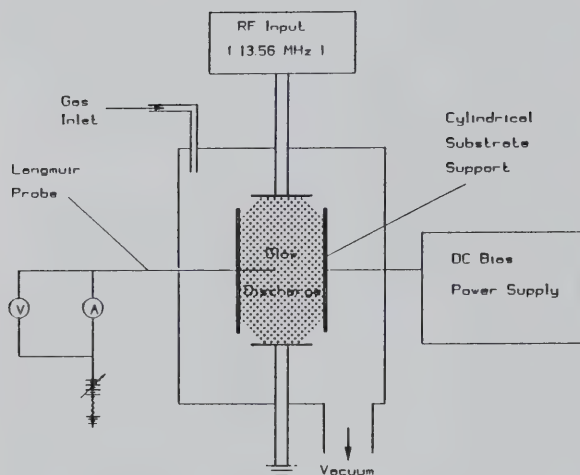 RF Input
( 13.56 MHz )
Gas
Inlet
Cylindrical
Substrate
Support
Langmuir
Probe
Glow
Discharge
DC Bias
Power Supply
V
A
Vacuum